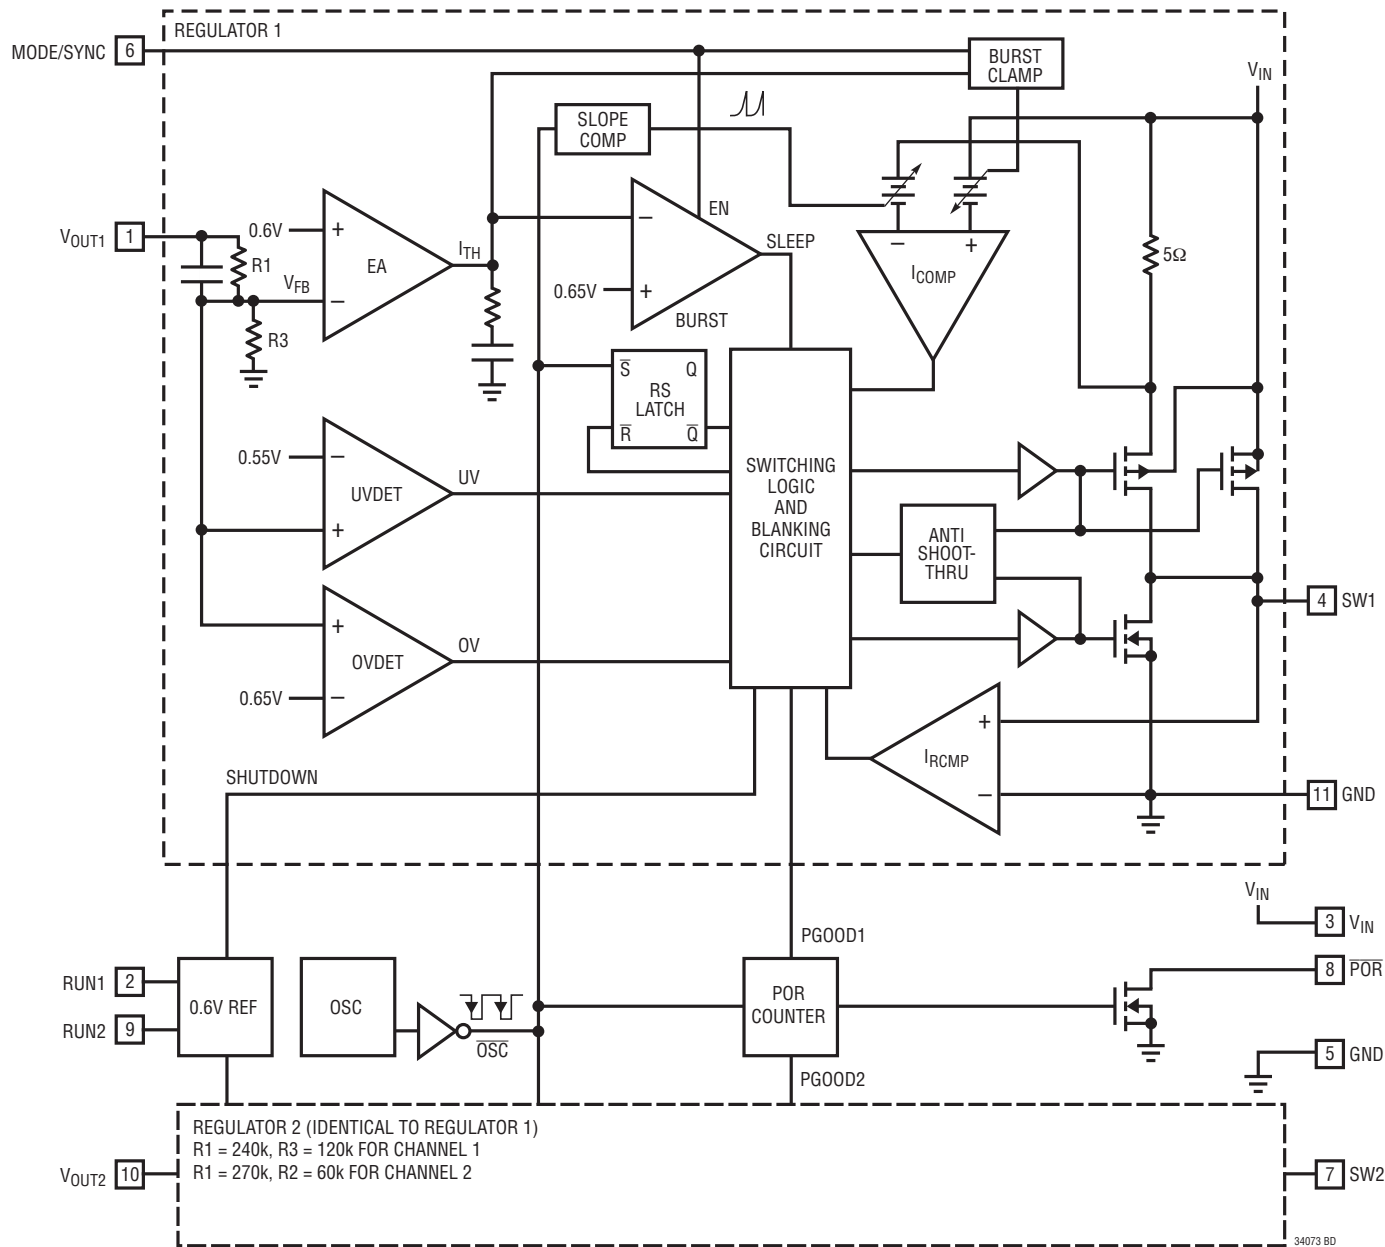 REGULATOR 1
MODE/SYNC 6
BURST
CLAMP
VIN
SLOPE
COMP
EN
VOUT1 1
0.6V
+
EA
−
ITH
R1
VFB
R3
−
SLEEP
0.65V
+
BURST
−
+
ICOMP
5Ω
S̅ Q
RS
LATCH
R̅ Q̅
0.55V
−
UVDET
+
UV
SWITCHING
LOGIC
AND
BLANKING
CIRCUIT
ANTI
SHOOT-
THRU
4 SW1
+
OVDET
0.65V
−
OV
+
IRCMP
−
SHUTDOWN
11 GND
VIN
3 VIN
PGOOD1
RUN1 2
RUN2 9
0.6V REF
OSC
O̅S̅C̅
POR
COUNTER
8 P̅O̅R̅
5 GND
PGOOD2
REGULATOR 2 (IDENTICAL TO REGULATOR 1)
R1 = 240k, R3 = 120k FOR CHANNEL 1
R1 = 270k, R2 = 60k FOR CHANNEL 2
VOUT2 10
7 SW2
34073 BD